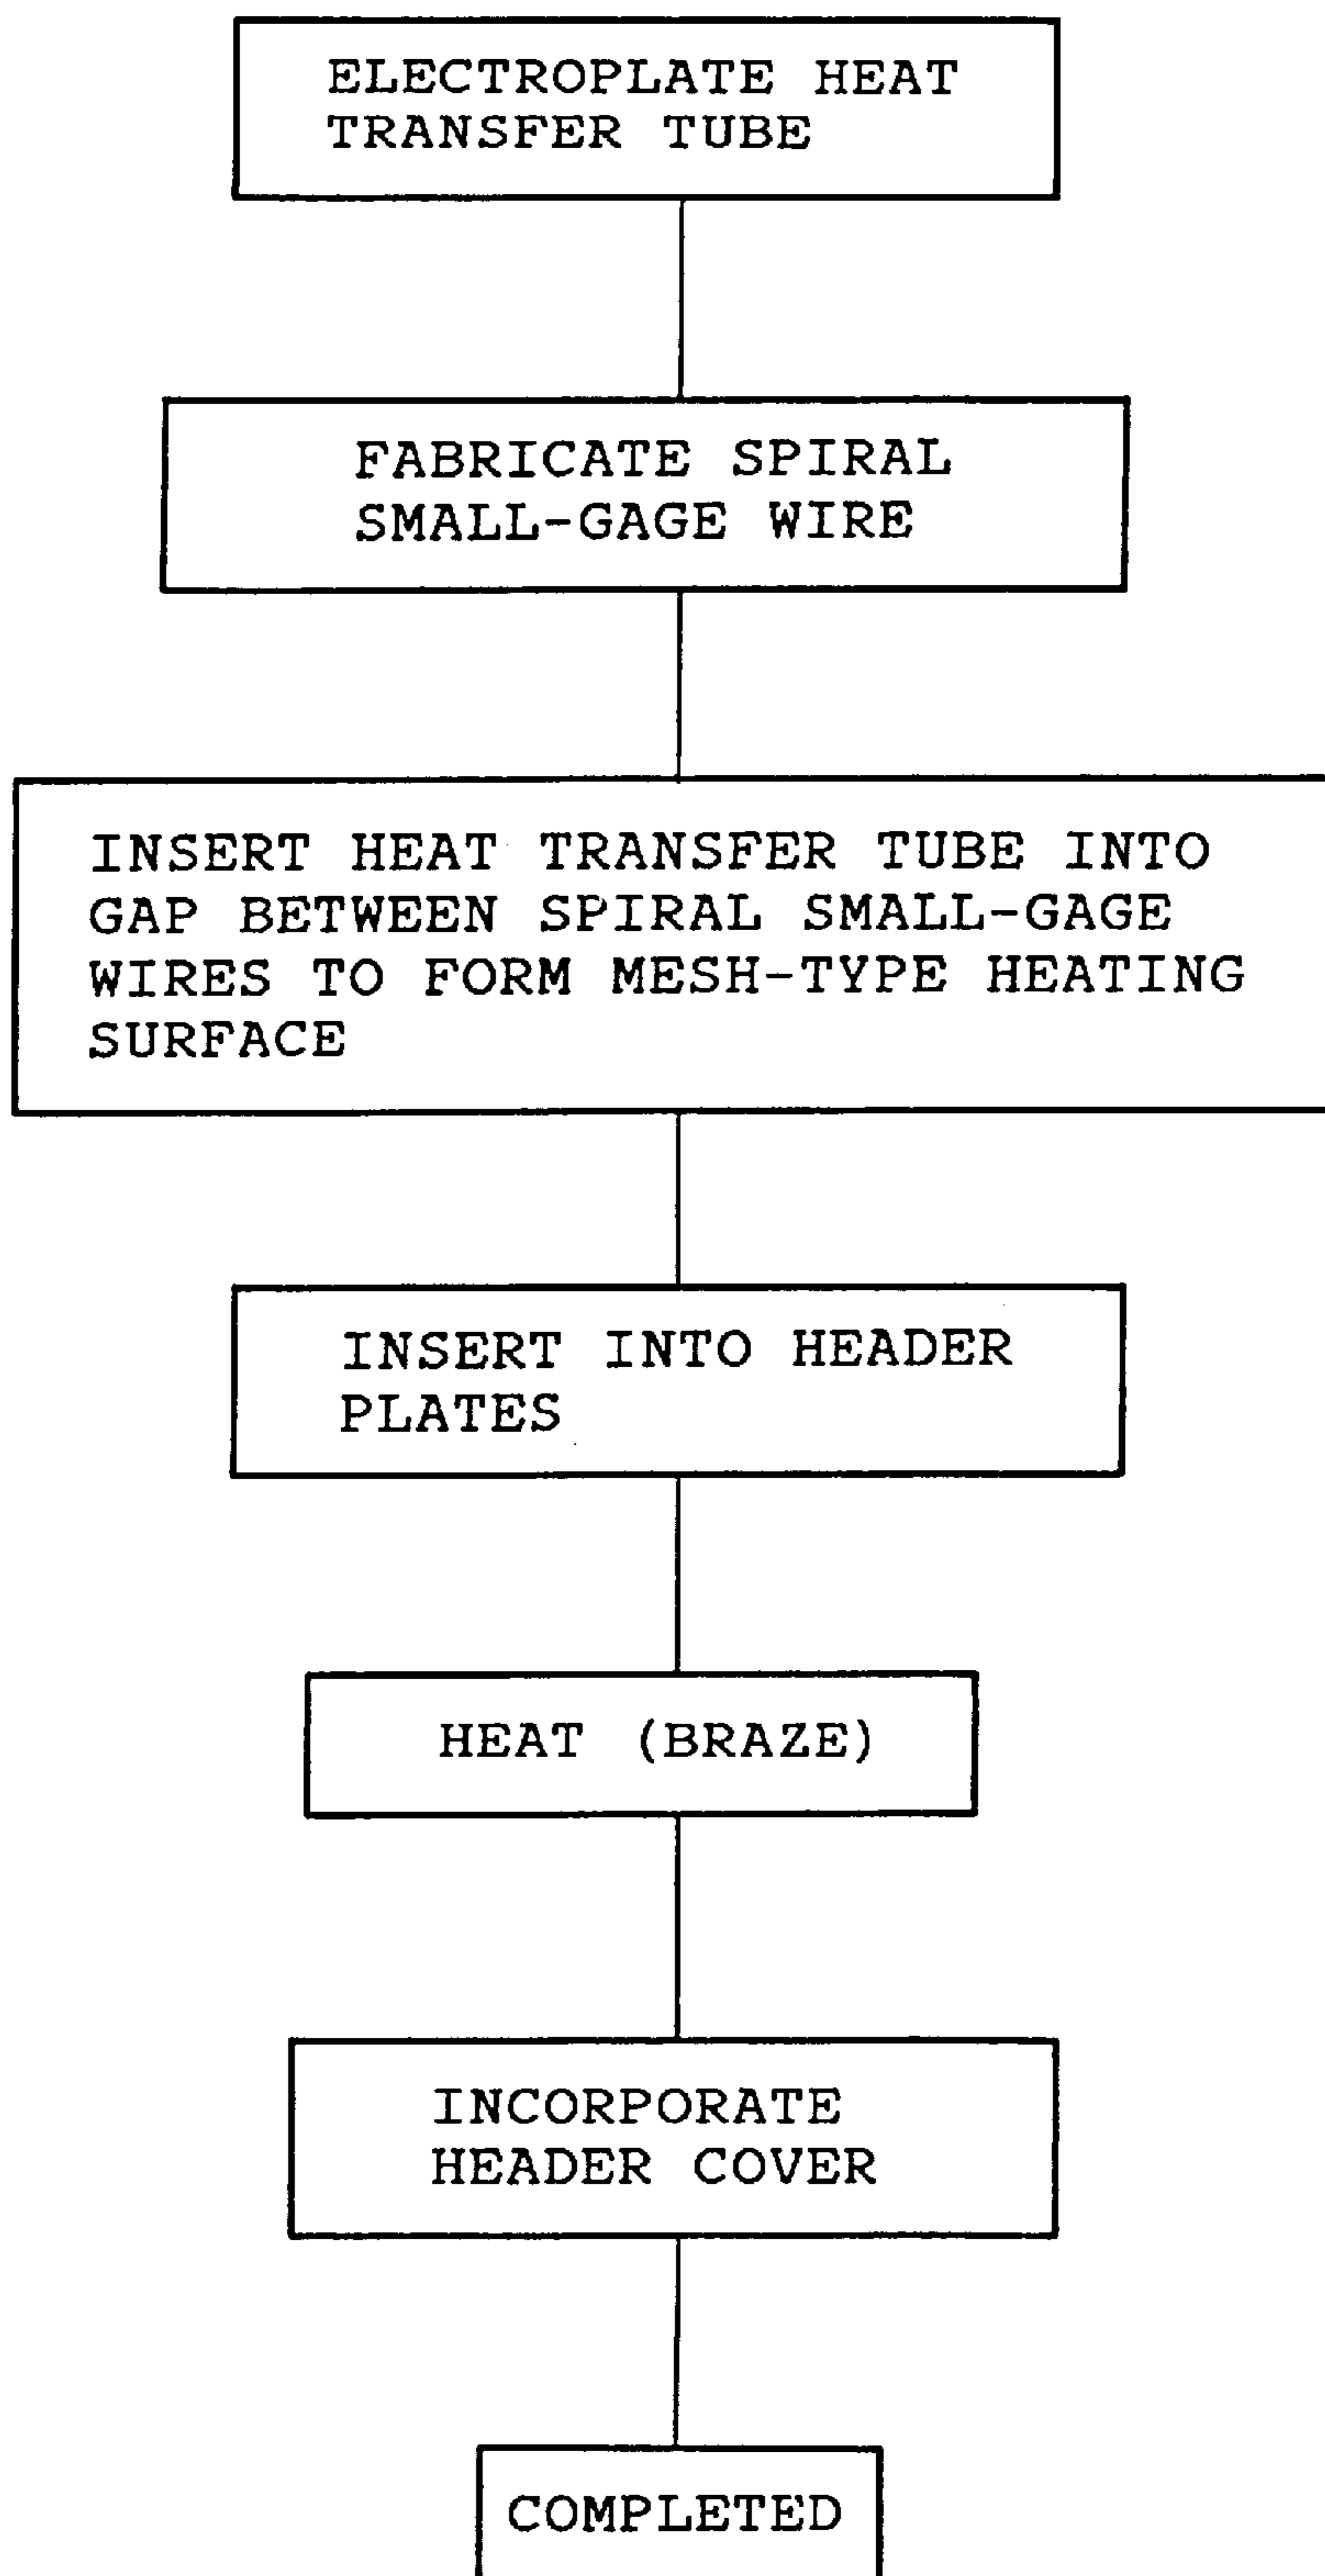 ELECTROPLATE HEAT
TRANSFER TUBE
FABRICATE SPIRAL
SMALL-GAGE WIRE
INSERT HEAT TRANSFER TUBE INTO
GAP BETWEEN SPIRAL SMALL-GAGE
WIRES TO FORM MESH-TYPE HEATING
SURFACE
INSERT INTO HEADER
PLATES
HEAT (BRAZE)
INCORPORATE
HEADER COVER
COMPLETED